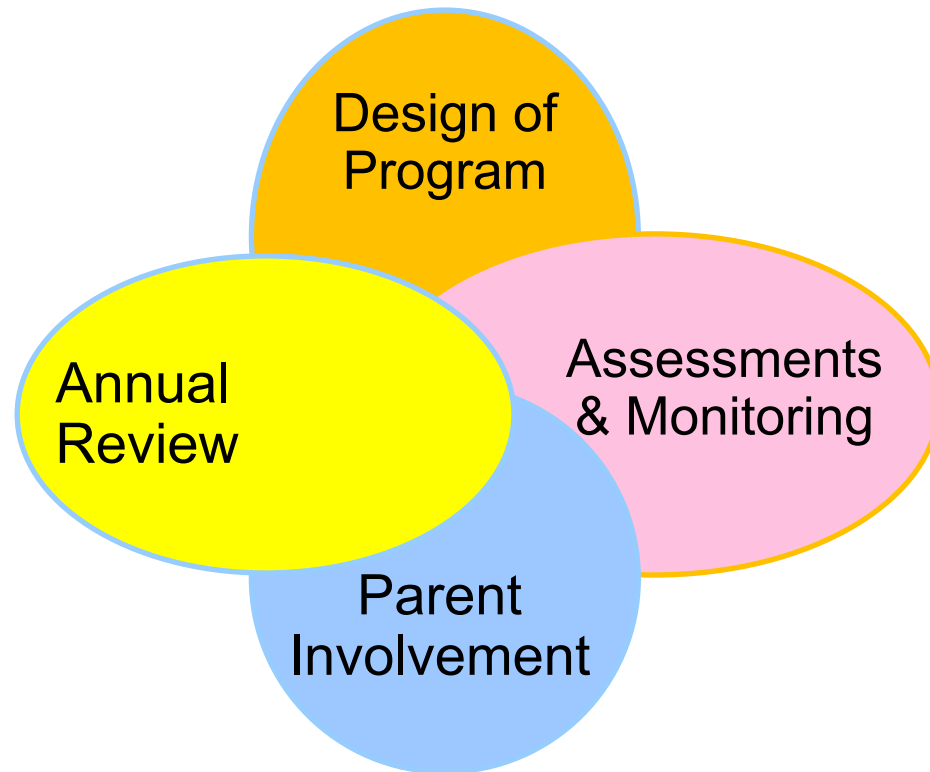 Design of
Program
Assessments
& Monitoring
Annual
Review
Parent
Involvement